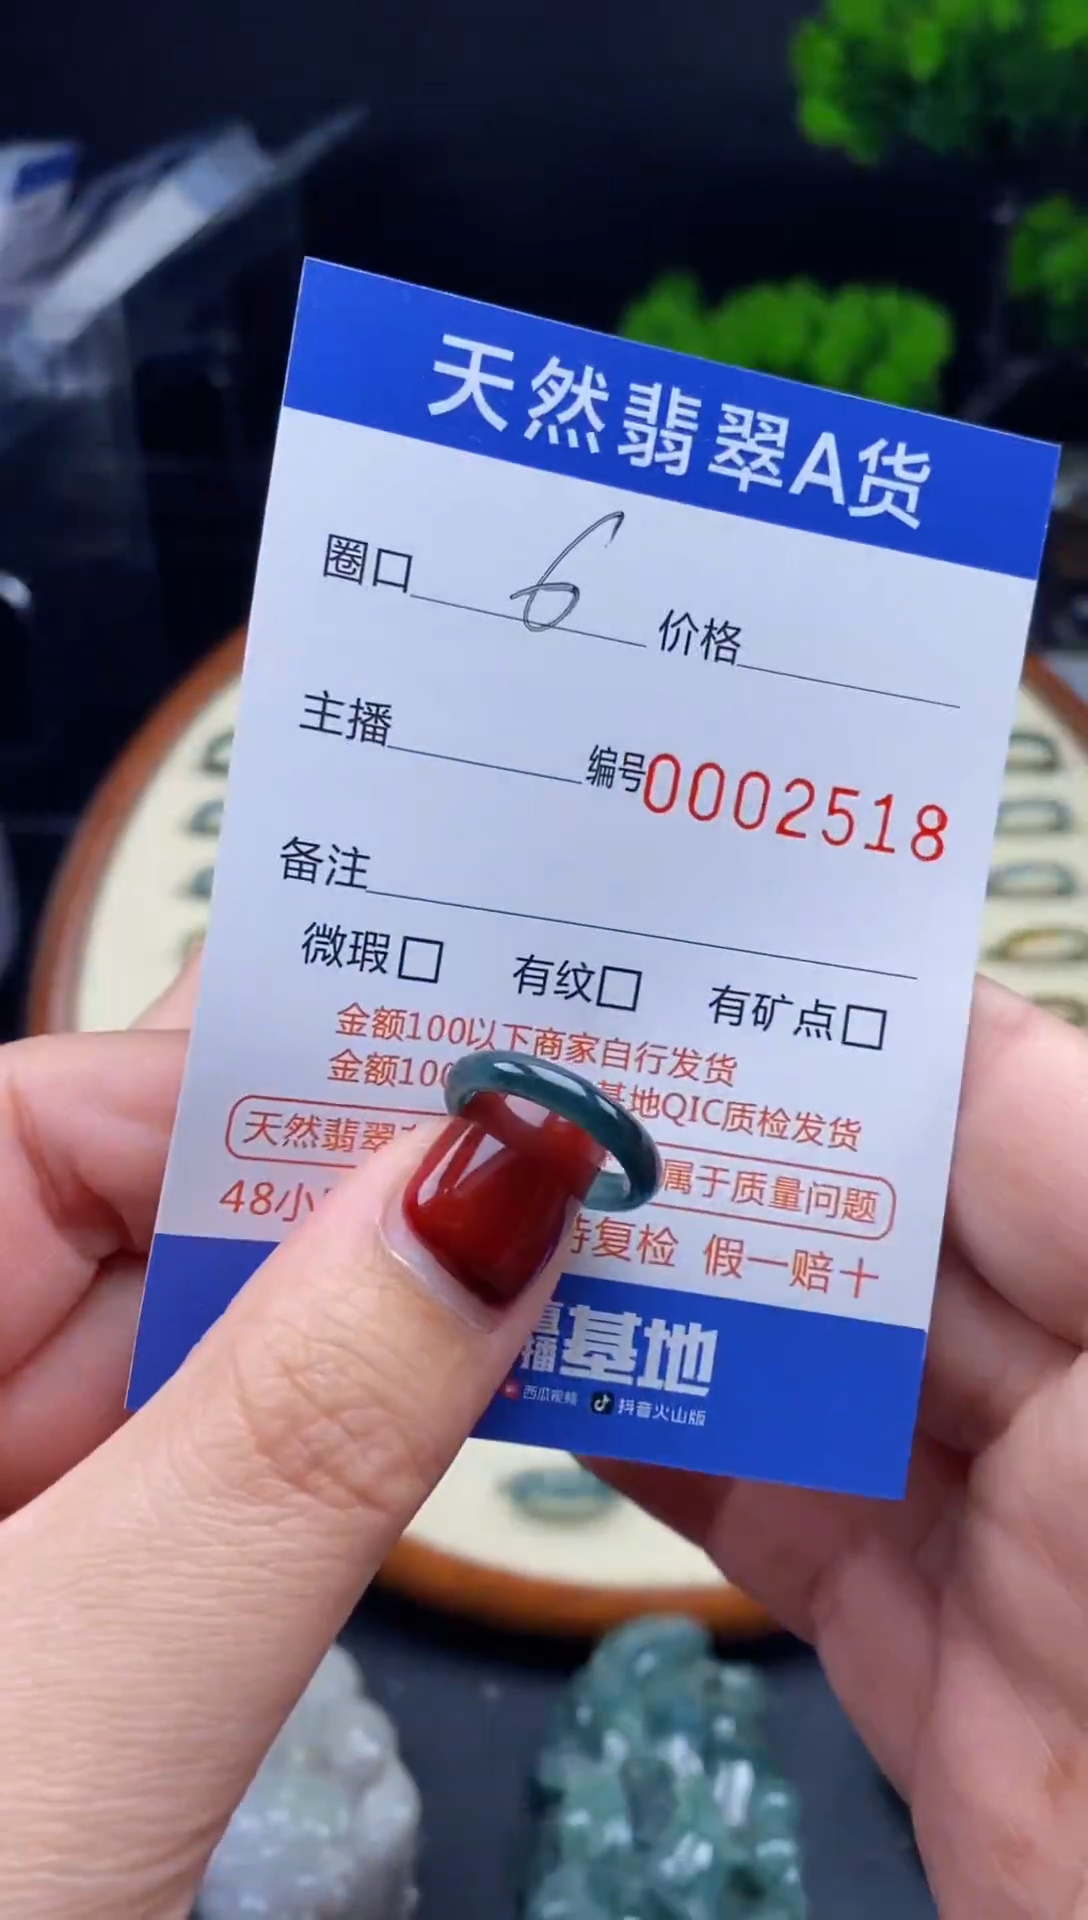 天然翡翠A货
圈口 6 价格
主播 编号0002518
备注
微瑕□ 有纹□ 有矿点□
金额100以下商家自行发货
金额100 基地QIC质检发货
天然翡翠 属于质量问题
48小 持复检 假一赔十
直播基地
西瓜视频 抖音火山版